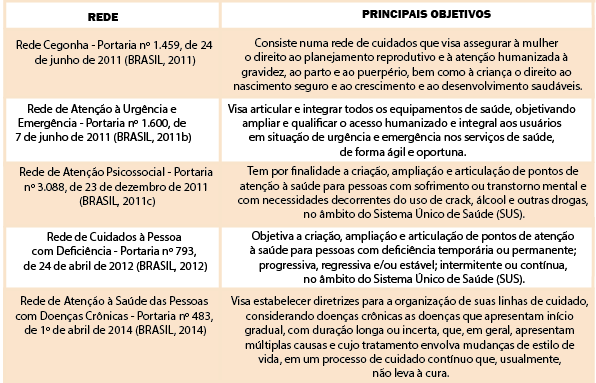 REDE
PRINCIPAIS OBJETIVOS
Rede Cegonha - Portaria nº 1.459, de 24
de junho de 2011 (BRASIL, 2011)
Consiste numa rede de cuidados que visa assegurar à mulher
o direito ao planejamento reprodutivo e à atenção humanizada à
gravidez, ao parto e ao puerpério, bem como à criança o direito ao
nascimento seguro e ao crescimento e ao desenvolvimento saudáveis.
Rede de Atenção à Urgência e
Emergência - Portaria nº 1.600, de
7 de junho de 2011 (BRASIL, 2011b)
Visa articular e integrar todos os equipamentos de saúde, objetivando
ampliar e qualificar o acesso humanizado e integral aos usuários
em situação de urgência e emergência nos serviços de saúde,
de forma ágil e oportuna.
Rede de Atenção Psicossocial - Portaria
nº 3.088, de 23 de dezembro de 2011
(BRASIL, 2011c)
Tem por finalidade a criação, ampliação e articulação de pontos de
atenção à saúde para pessoas com sofrimento ou transtorno mental e
com necessidades decorrentes do uso de crack, álcool e outras drogas,
no âmbito do Sistema Único de Saúde (SUS).
Rede de Cuidados à Pessoa
com Deficiência - Portaria nº 793,
de 24 de abril de 2012 (BRASIL, 2012)
Objetiva a criação, ampliação e articulação de pontos de atenção
à saúde para pessoas com deficiência temporária ou permanente;
progressiva, regressiva e/ou estável; intermitente ou contínua,
no âmbito do Sistema Único de Saúde (SUS).
Rede de Atenção à Saúde das Pessoas
com Doenças Crônicas - Portaria nº 483,
de 1º de abril de 2014 (BRASIL, 2014)
Visa estabelecer diretrizes para a organização de suas linhas de cuidado,
considerando doenças crônicas as doenças que apresentam início
gradual, com duração longa ou incerta, que, em geral, apresentam
múltiplas causas e cujo tratamento envolva mudanças de estilo de
vida, em um processo de cuidado contínuo que, usualmente,
não leva à cura.